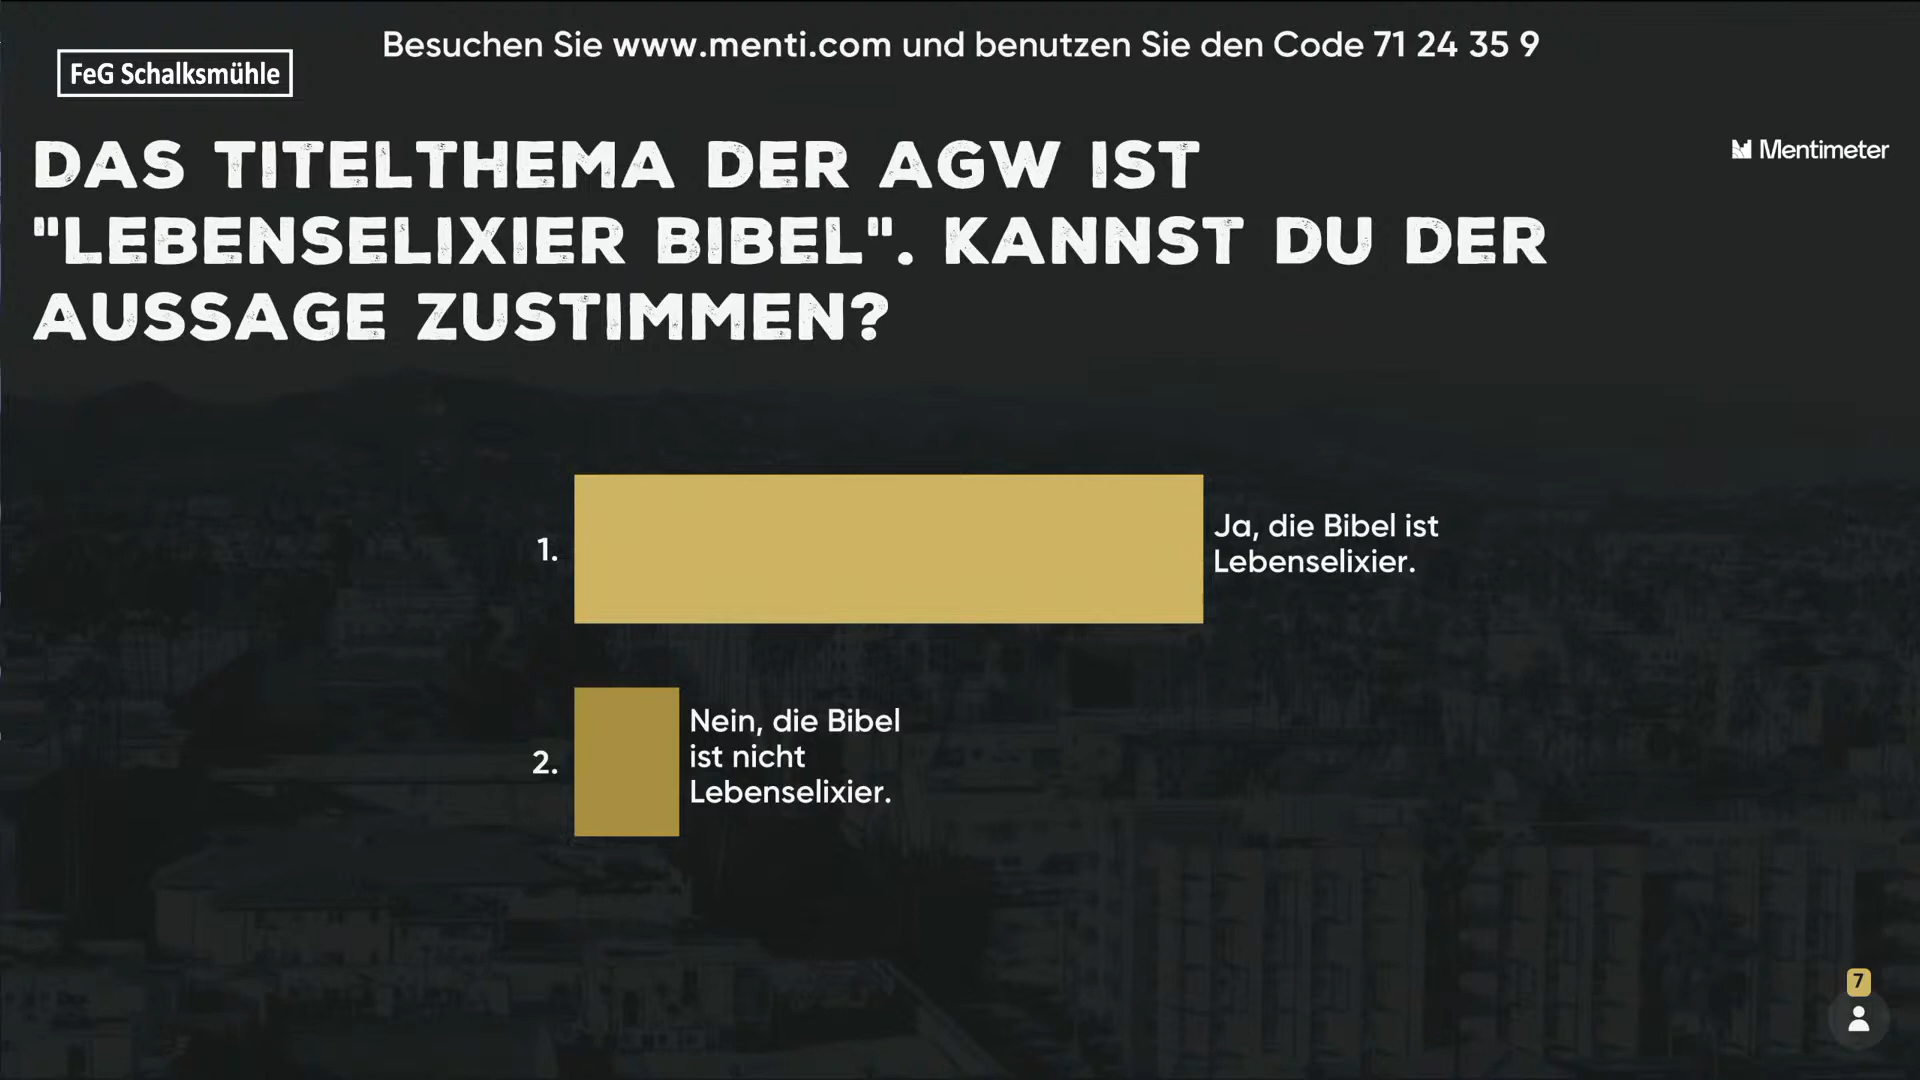 Besuchen Sie www.menti.com und benutzen Sie den Code 71 24 35 9
FeG Schalksmühle
Mentimeter
DAS TITELTHEMA DER AGW IST
"LEBENSELIXIER BIBEL". KANNST DU DER
AUSSAGE ZUSTIMMEN?
1.
Ja, die Bibel ist
Lebenselixier.
2.
Nein, die Bibel
ist nicht
Lebenselixier.
7